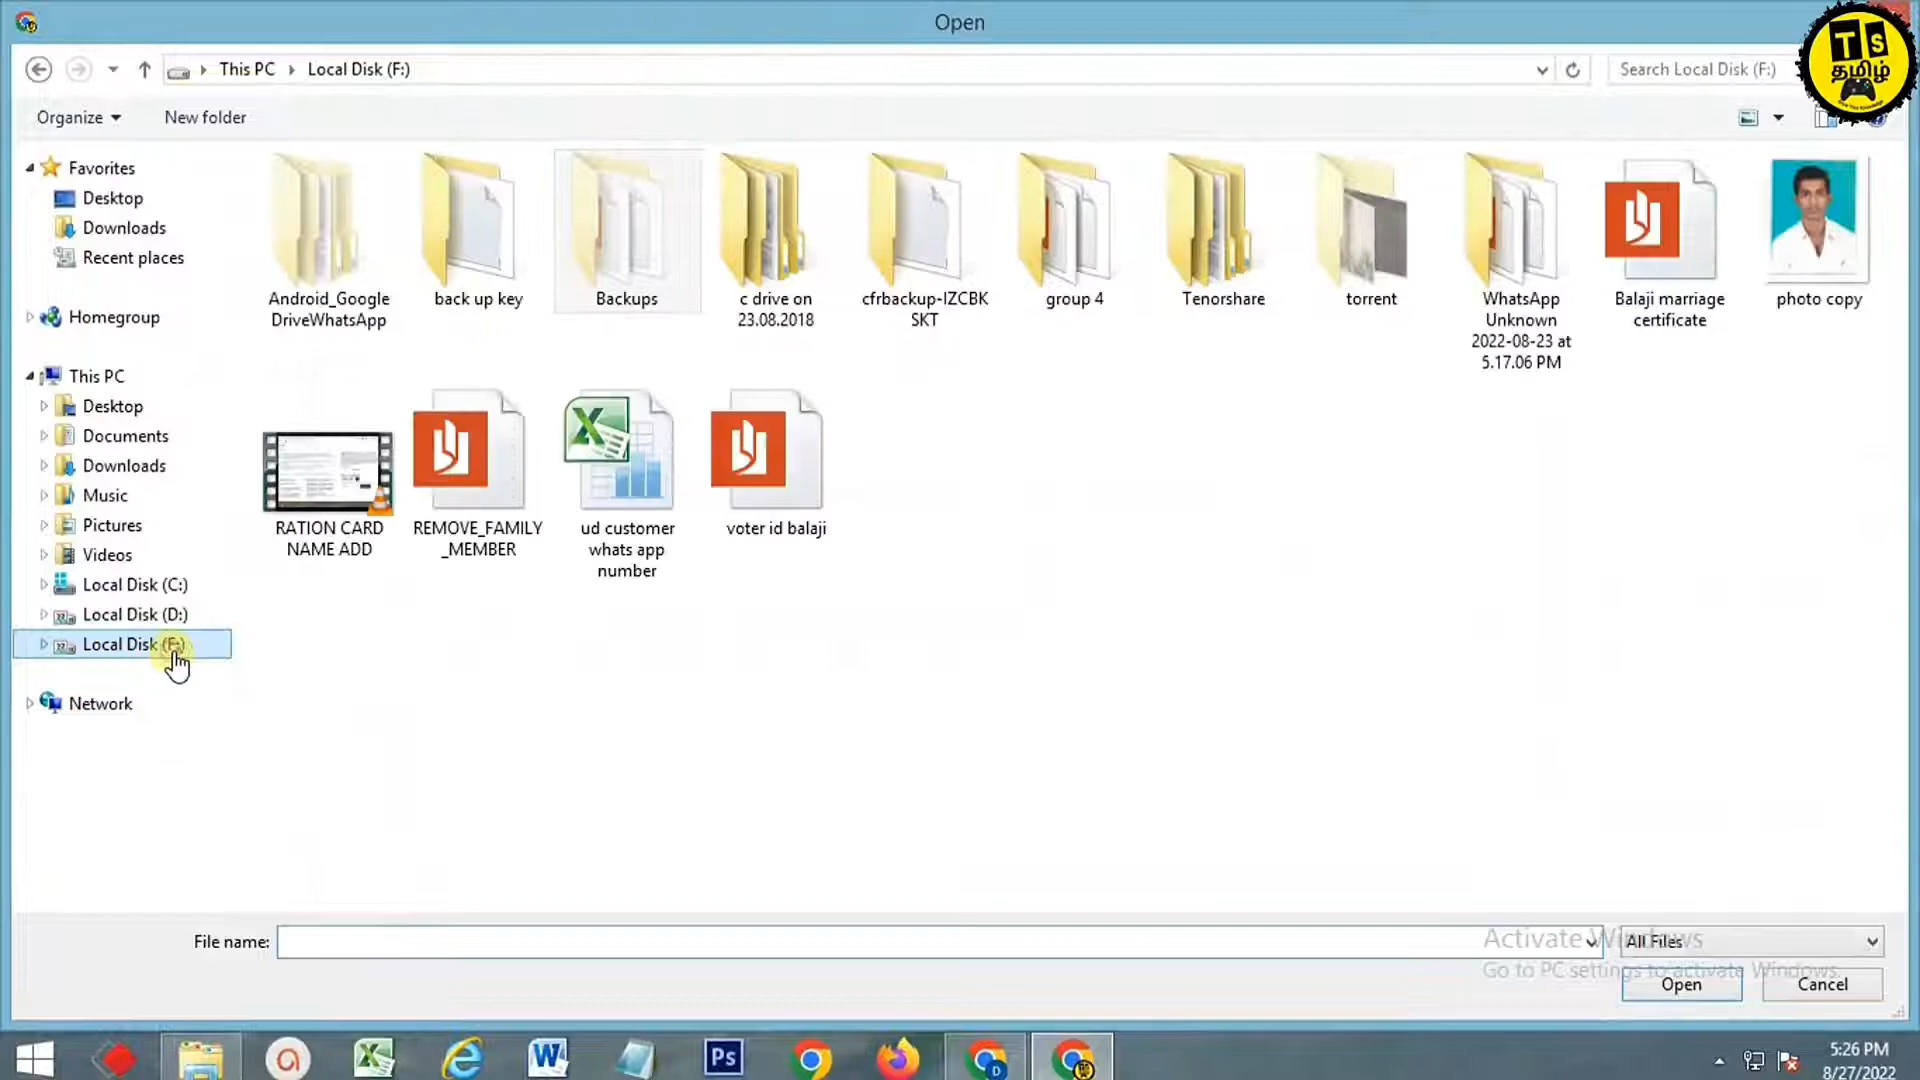 Open
This PC
Local Disk (F:)
Search Local Disk (F:)
TS
தமிழ்
Organize
New folder
Favorites
Desktop
Downloads
Recent places
Homegroup
This PC
Desktop
Documents
Downloads
Music
Pictures
Videos
Local Disk (C:)
Local Disk (D:)
Local Disk (F:)
Network
Android_Google
DriveWhatsApp
back up key
Backups
c drive on
23.08.2018
cfrbackup-IZCBK
SKT
group 4
Tenorshare
torrent
WhatsApp
Unknown
2022-08-23 at
5.17.06 PM
Balaji marriage
certificate
photo copy
RATION CARD
NAME ADD
REMOVE_FAMILY
_MEMBER
ud customer
whats app
number
voter id balaji
File name:
All Files
Activate Windows
Go to PC settings to activate Windows.
Open
Cancel
Ps
D
5:26 PM
8/27/2022